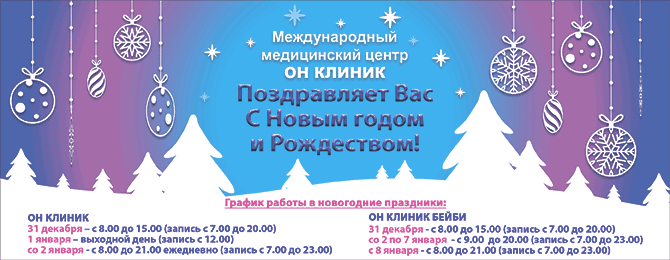 Международный
медицинский центр
ОН КЛИНИК
Поздравляет Вас
С Новым годом
и Рождеством!
График работы в новогодние праздники:
ОН КЛИНИК
31 декабря – с 8.00 до 15.00 (запись с 7.00 до 20.00)
1 января – выходной день (запись с 12.00)
со 2 января - с 8.00 до 21.00 ежедневно (запись с 7.00 до 23.00)
ОН КЛИНИК БЕЙБИ
31 декабря - с 8.00 до 15.00 (запись с 7.00 до 20.00)
со 2 по 7 января - с 9.00 до 20.00 (запись с 7.00 до 23.00)
с 8 января - с 8.00 до 21.00 (запись с 7.00 до 23.00)